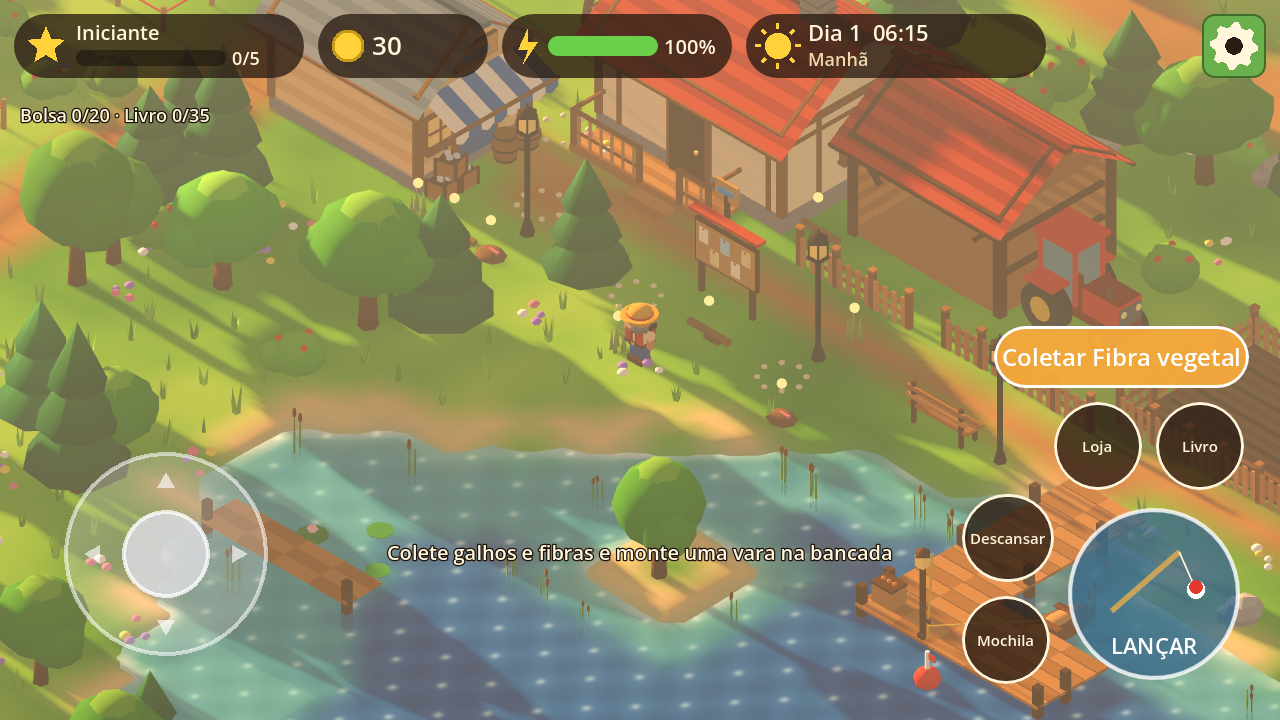 Iniciante
0/5
30
100%
Dia 1 06:15
Manhã
Bolsa 0/20 · Livro 0/35
Coletar Fibra vegetal
Loja
Livro
Descansar
Colete galhos e fibras e monte uma vara na bancada
Mochila
LANÇAR